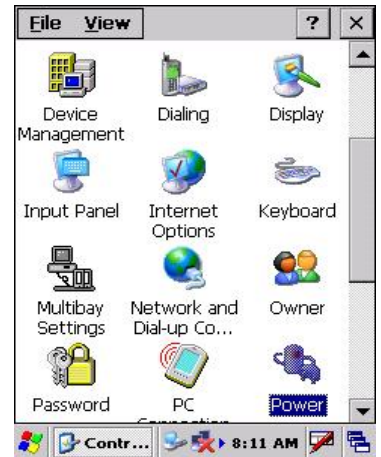 File View ? ×
Device Management
Dialing
Display
Input Panel
Internet Options
Keyboard
Multibay Settings
Network and Dial-up Co...
Owner
Password
PC
Power
Contr... 8:11 AM